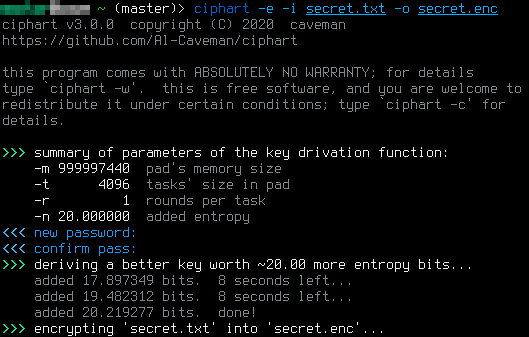 ~ (master)> ciphart -e -i secret.txt -o secret.enc
ciphart v3.0.0  copyright (C) 2020  caveman
https://github.com/Al-Caveman/ciphart
this program comes with ABSOLUTELY NO WARRANTY; for details
type `ciphart -w'.  this is free software, and you are welcome to
redistribute it under certain conditions; type `ciphart -c' for
details.
>>> summary of parameters of the key drivation function:
-m 999997440  pad's memory size
-t      4096  tasks' size in pad
-r         1  rounds per task
-n 20.000000  added entropy
<<< new password:
<<< confirm pass:
>>> deriving a better key worth ~20.00 more entropy bits...
added 17.897349 bits.  8 seconds left...
added 19.482312 bits.  8 seconds left...
added 20.219277 bits.  done!
>>> encrypting 'secret.txt' into 'secret.enc'...